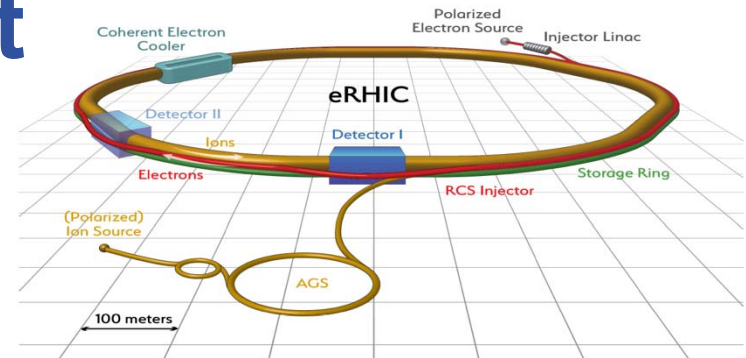 t
Polarized
Electron Source
Injector Linac
Coherent Electron
Cooler
eRHIC
Detector II
Ions
Detector I
Electrons
RCS Injector
Storage Ring
(Polarized)
Ion Source
AGS
100 meters